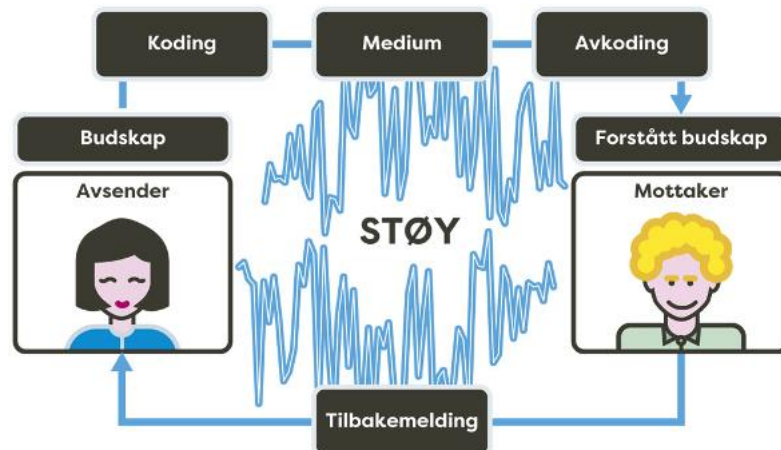 Koding
Medium
Avkoding
Budskap
Forstått budskap
Avsender
Mottaker
STØY
Tilbakemelding